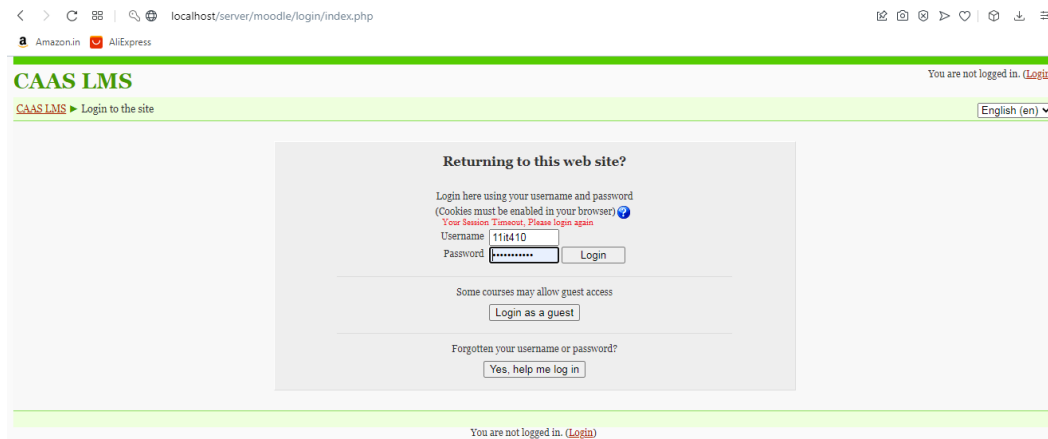 localhost/server/moodle/login/index.php
a Amazon.in AliExpress
CAAS LMS
You are not logged in. (Login
CAAS LMS ► Login to the site
English (en)
Returning to this web site?
Login here using your username and password
(Cookies must be enabled in your browser) ?
Your Session Timeout, Please login again
Username 11it410
Password ••••••••••• Login
Some courses may allow guest access
Login as a guest
Forgotten your username or password?
Yes, help me log in
You are not logged in. (Login)